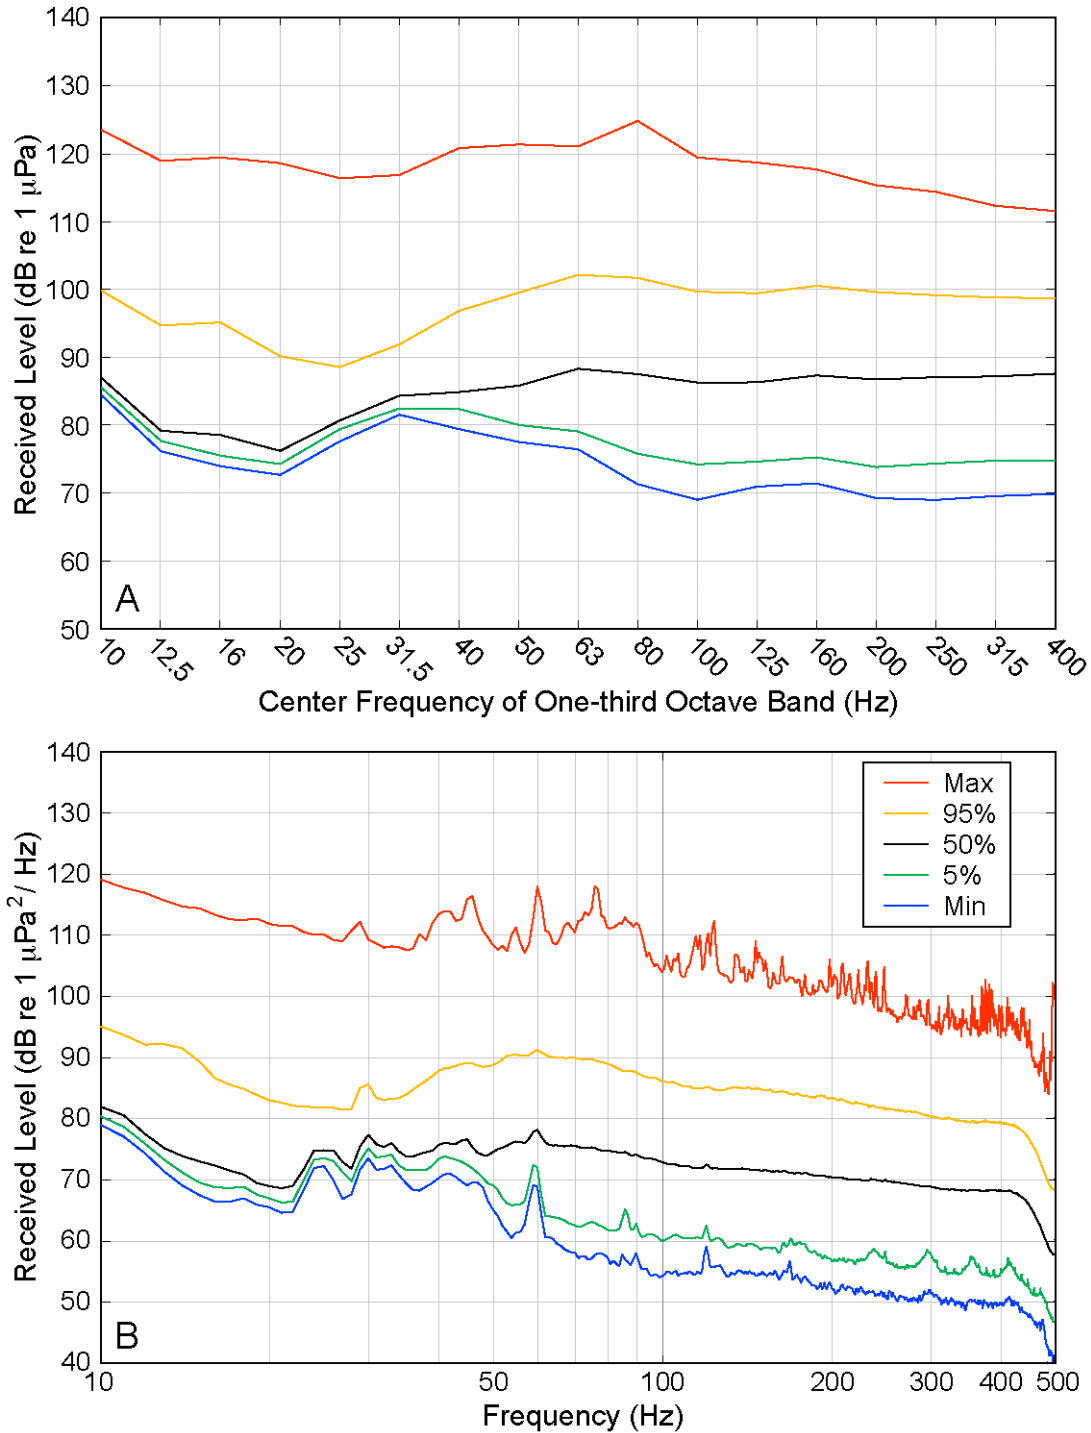 140
130
120
110
100
90
80
70
60
50
Received Level (dB re 1 µPa)
A
10 12.5 16 20 25 31.5 40 50 63 80 100 125 160 200 250 315 400
Center Frequency of One-third Octave Band (Hz)
140
130
120
110
100
90
80
70
60
50
40
Received Level (dB re 1 µPa² / Hz)
Max
95%
50%
5%
Min
B
10 50 100 200 300 400 500
Frequency (Hz)